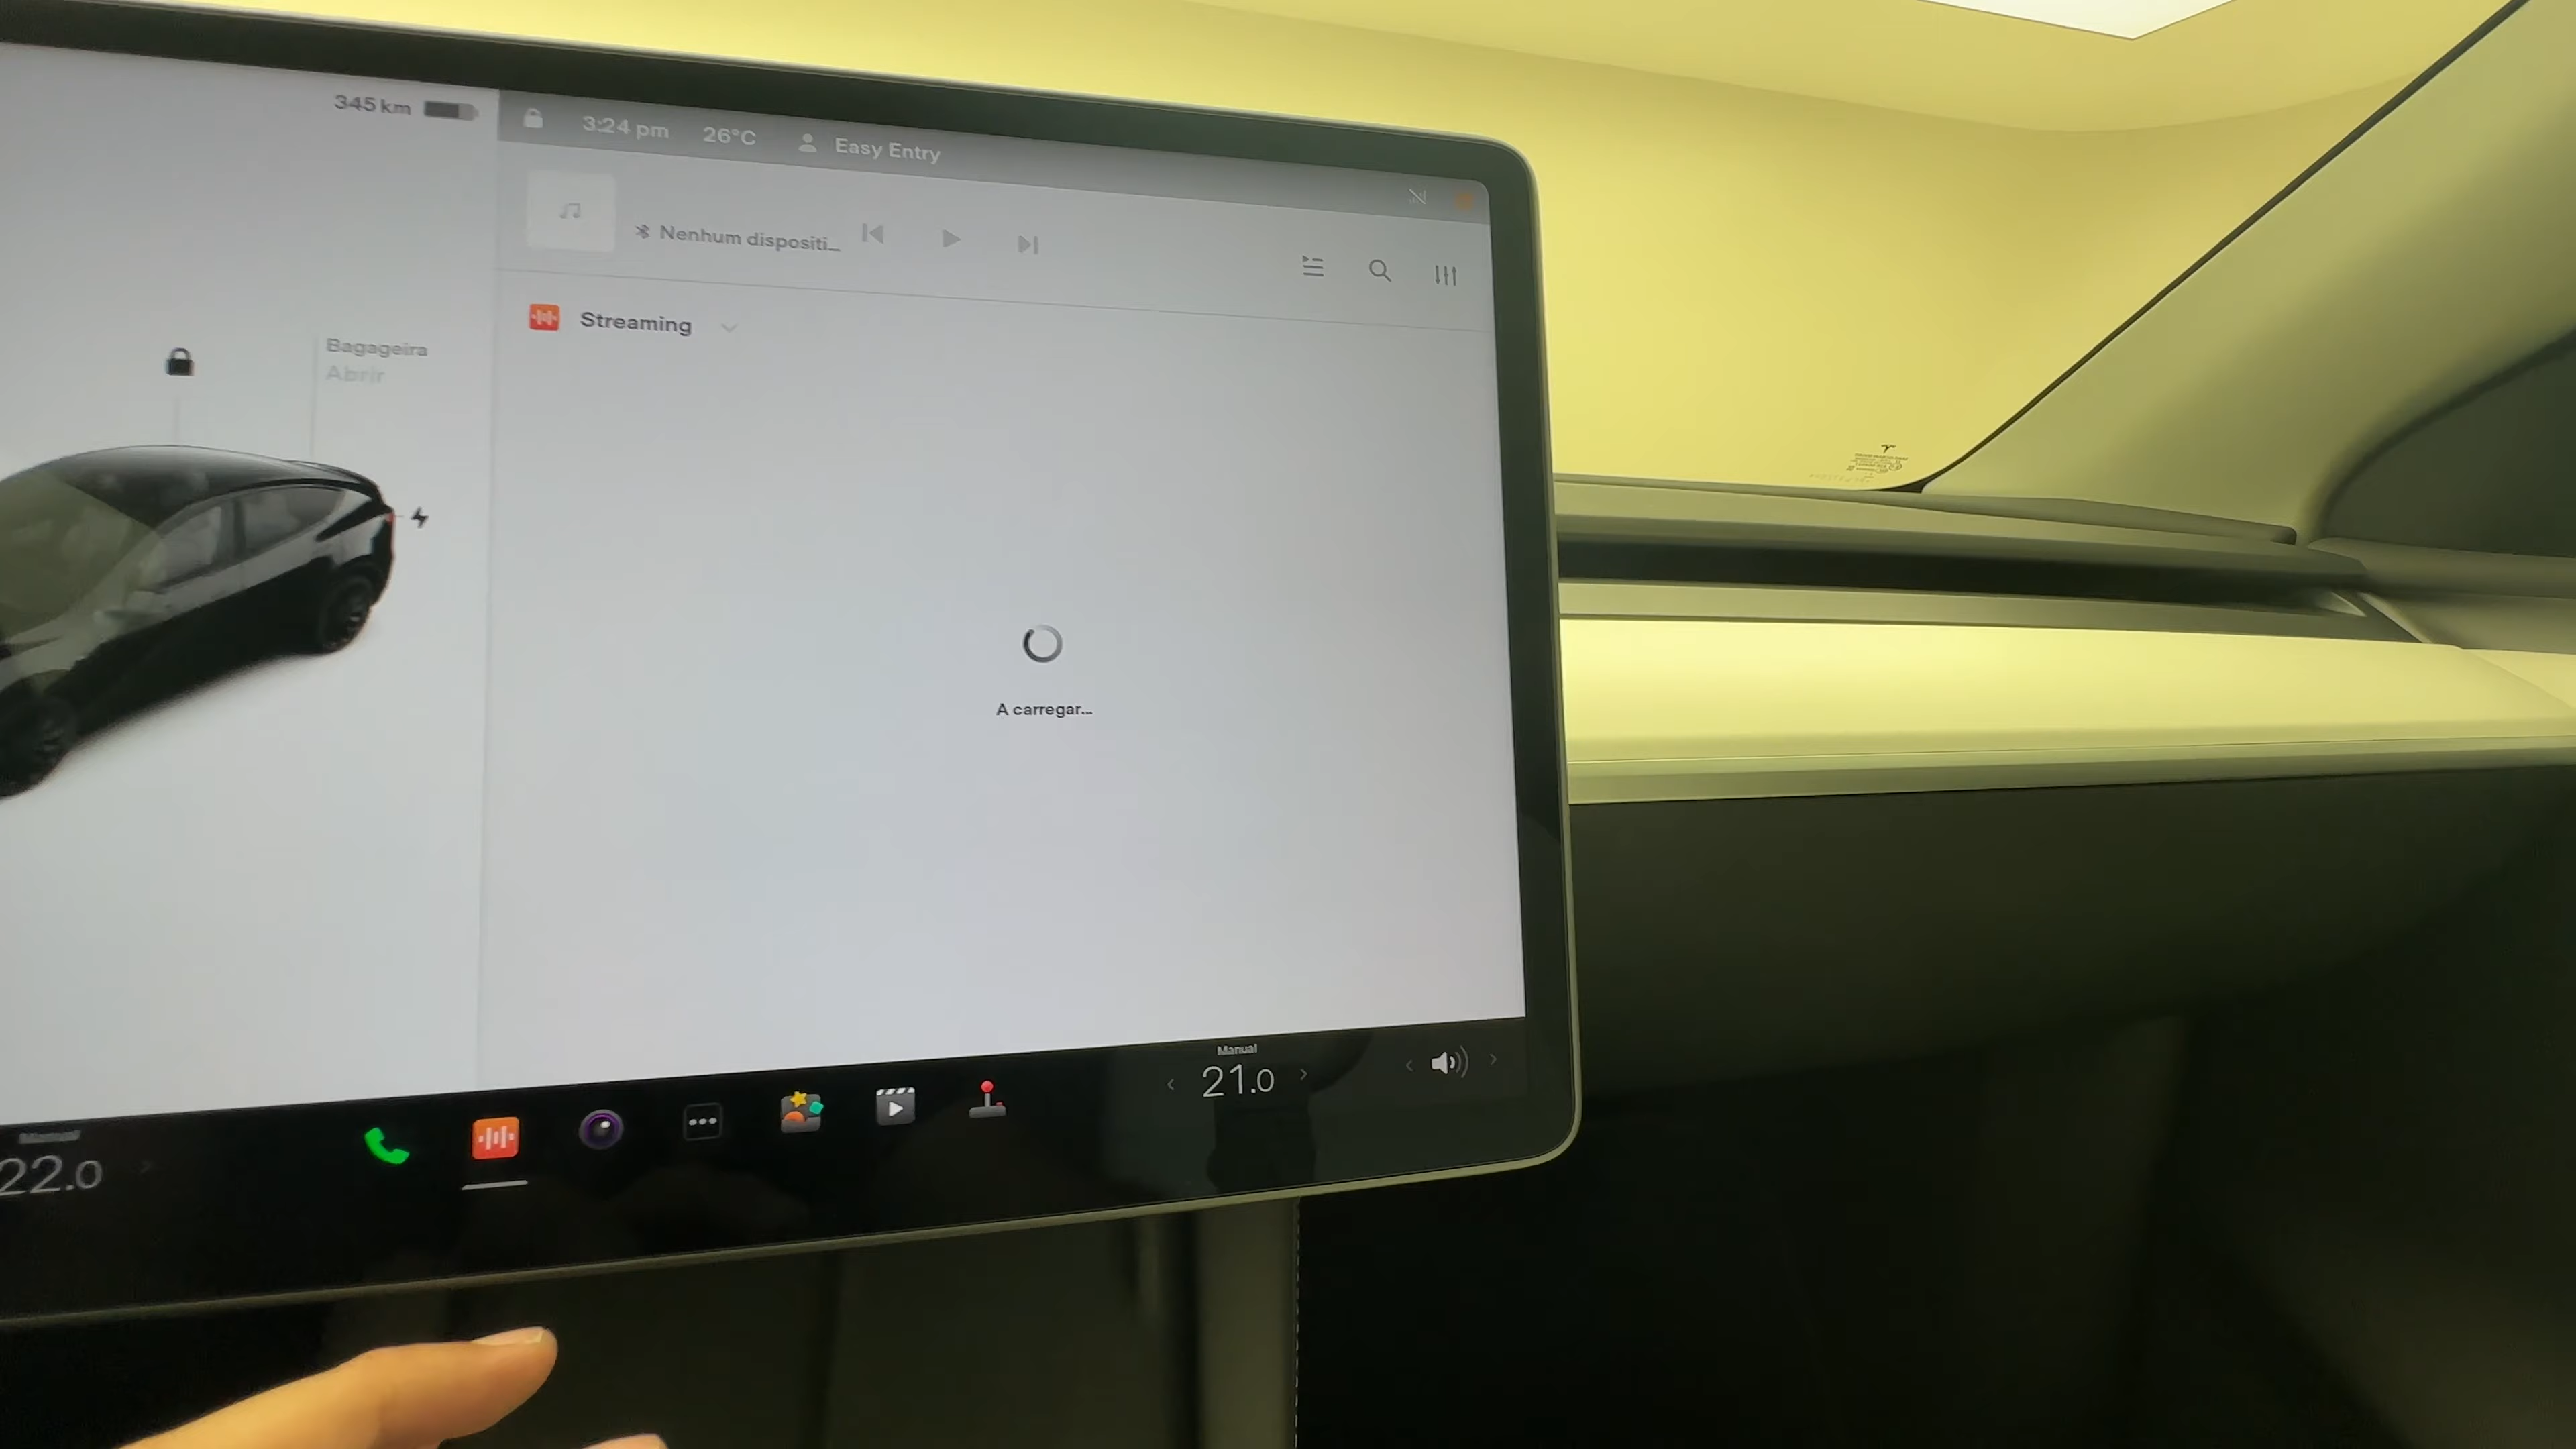 345 km
3:24 pm 26°C Easy Entry
Nenhum dispositi...
Streaming
Bagageira
Abrir
A carregar...
Manual
22.0
Manual
21.0